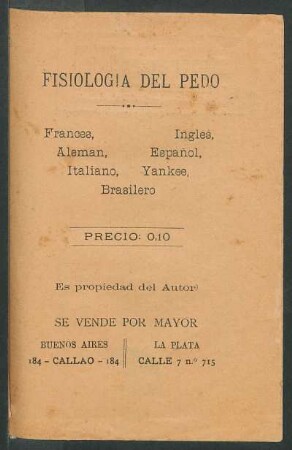 FISIOLOGIA DEL PEDO
Frances, Ingles,
Aleman, Español,
Italiano, Yankee,
Brasilero
PRECIO: 0.10
Es propiedad del Autor
SE VENDE POR MAYOR
BUENOS AIRES LA PLATA
184 - CALLAO - 184 CALLE 7 n.º 715